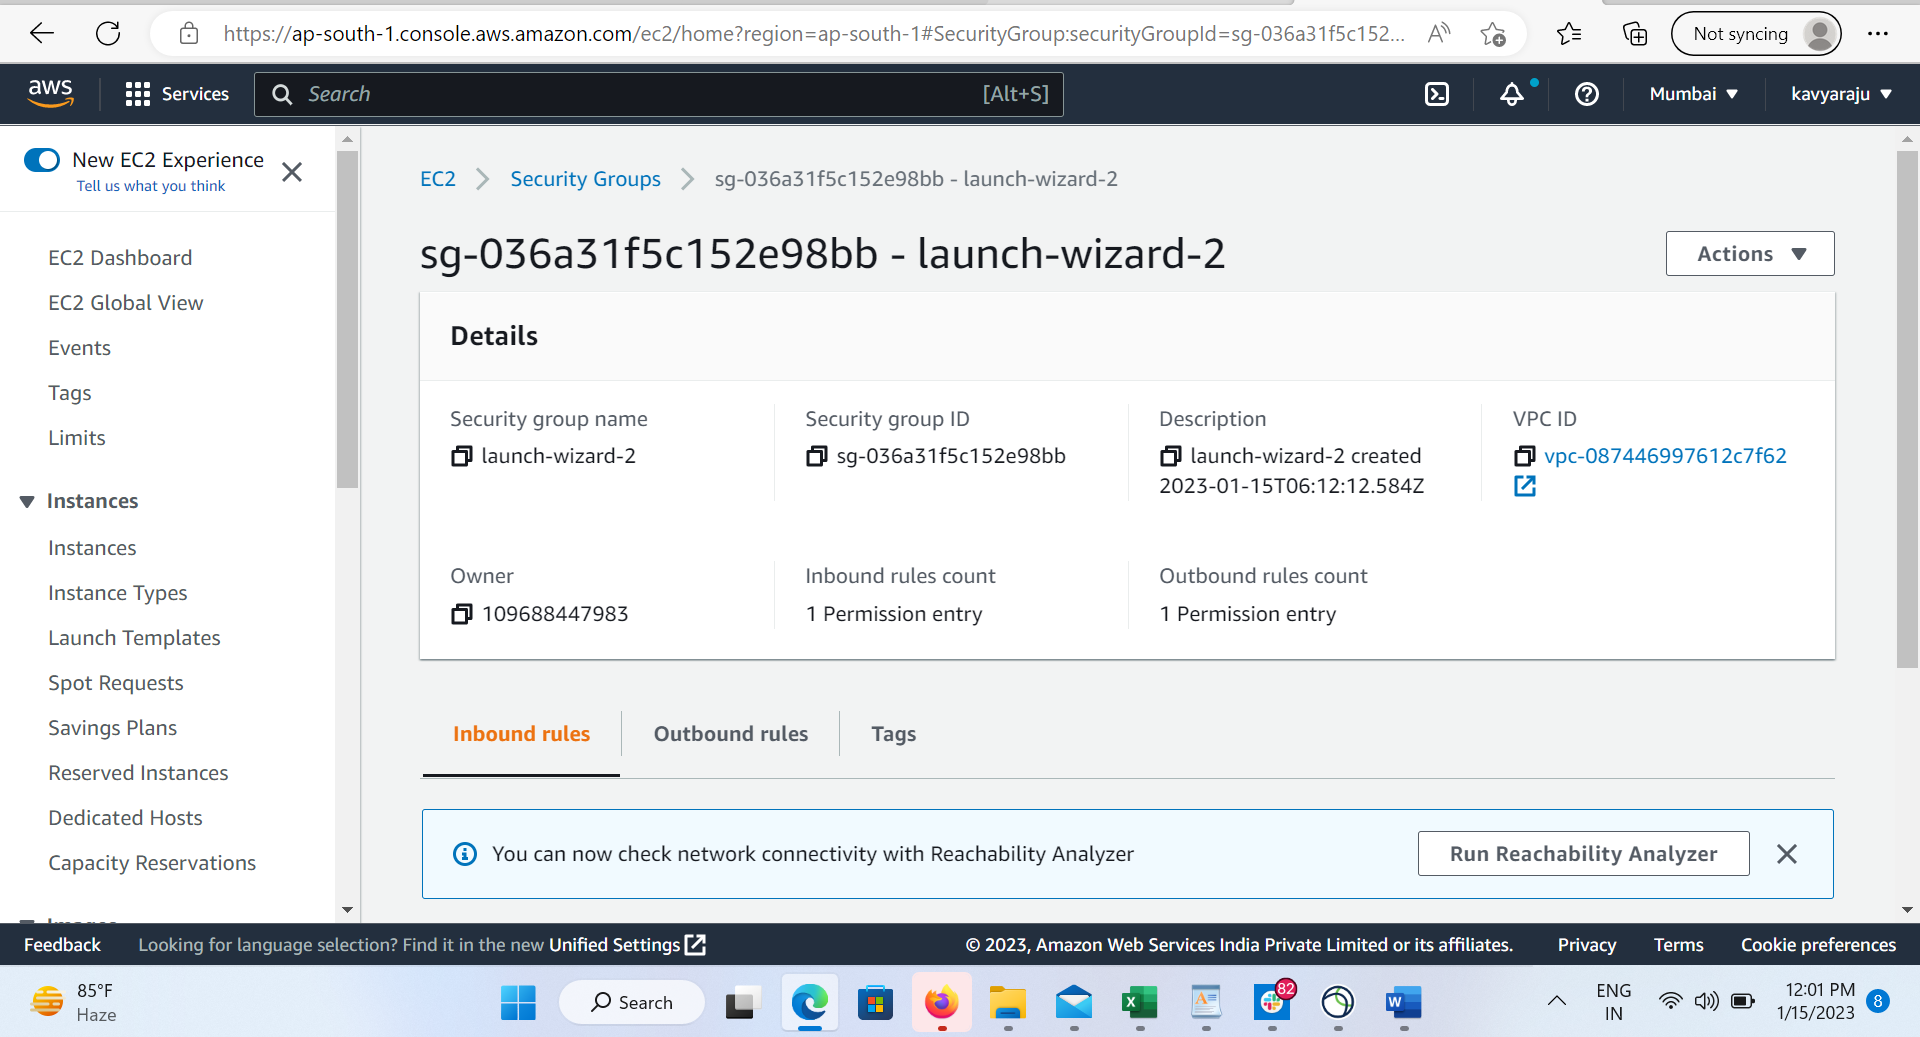 https://ap-south-1.console.aws.amazon.com/ec2/home?region=ap-south-1#SecurityGroup:securityGroupId=sg-036a31f5c152...
Not syncing
aws
Services
Search
[Alt+S]
Mumbai
kavyaraju
New EC2 Experience
Tell us what you think
EC2 Dashboard
EC2 Global View
Events
Tags
Limits
Instances
Instances
Instance Types
Launch Templates
Spot Requests
Savings Plans
Reserved Instances
Dedicated Hosts
Capacity Reservations
EC2
Security Groups
sg-036a31f5c152e98bb - launch-wizard-2
sg-036a31f5c152e98bb - launch-wizard-2
Actions
Details
Security group name
launch-wizard-2
Security group ID
sg-036a31f5c152e98bb
Description
launch-wizard-2 created
2023-01-15T06:12:12.584Z
VPC ID
vpc-087446997612c7f62
Owner
109688447983
Inbound rules count
1 Permission entry
Outbound rules count
1 Permission entry
Inbound rules
Outbound rules
Tags
You can now check network connectivity with Reachability Analyzer
Run Reachability Analyzer
Feedback
Looking for language selection? Find it in the new Unified Settings
© 2023, Amazon Web Services India Private Limited or its affiliates.
Privacy
Terms
Cookie preferences
85°F
Haze
Search
82
ENG
IN
12:01 PM
1/15/2023
8